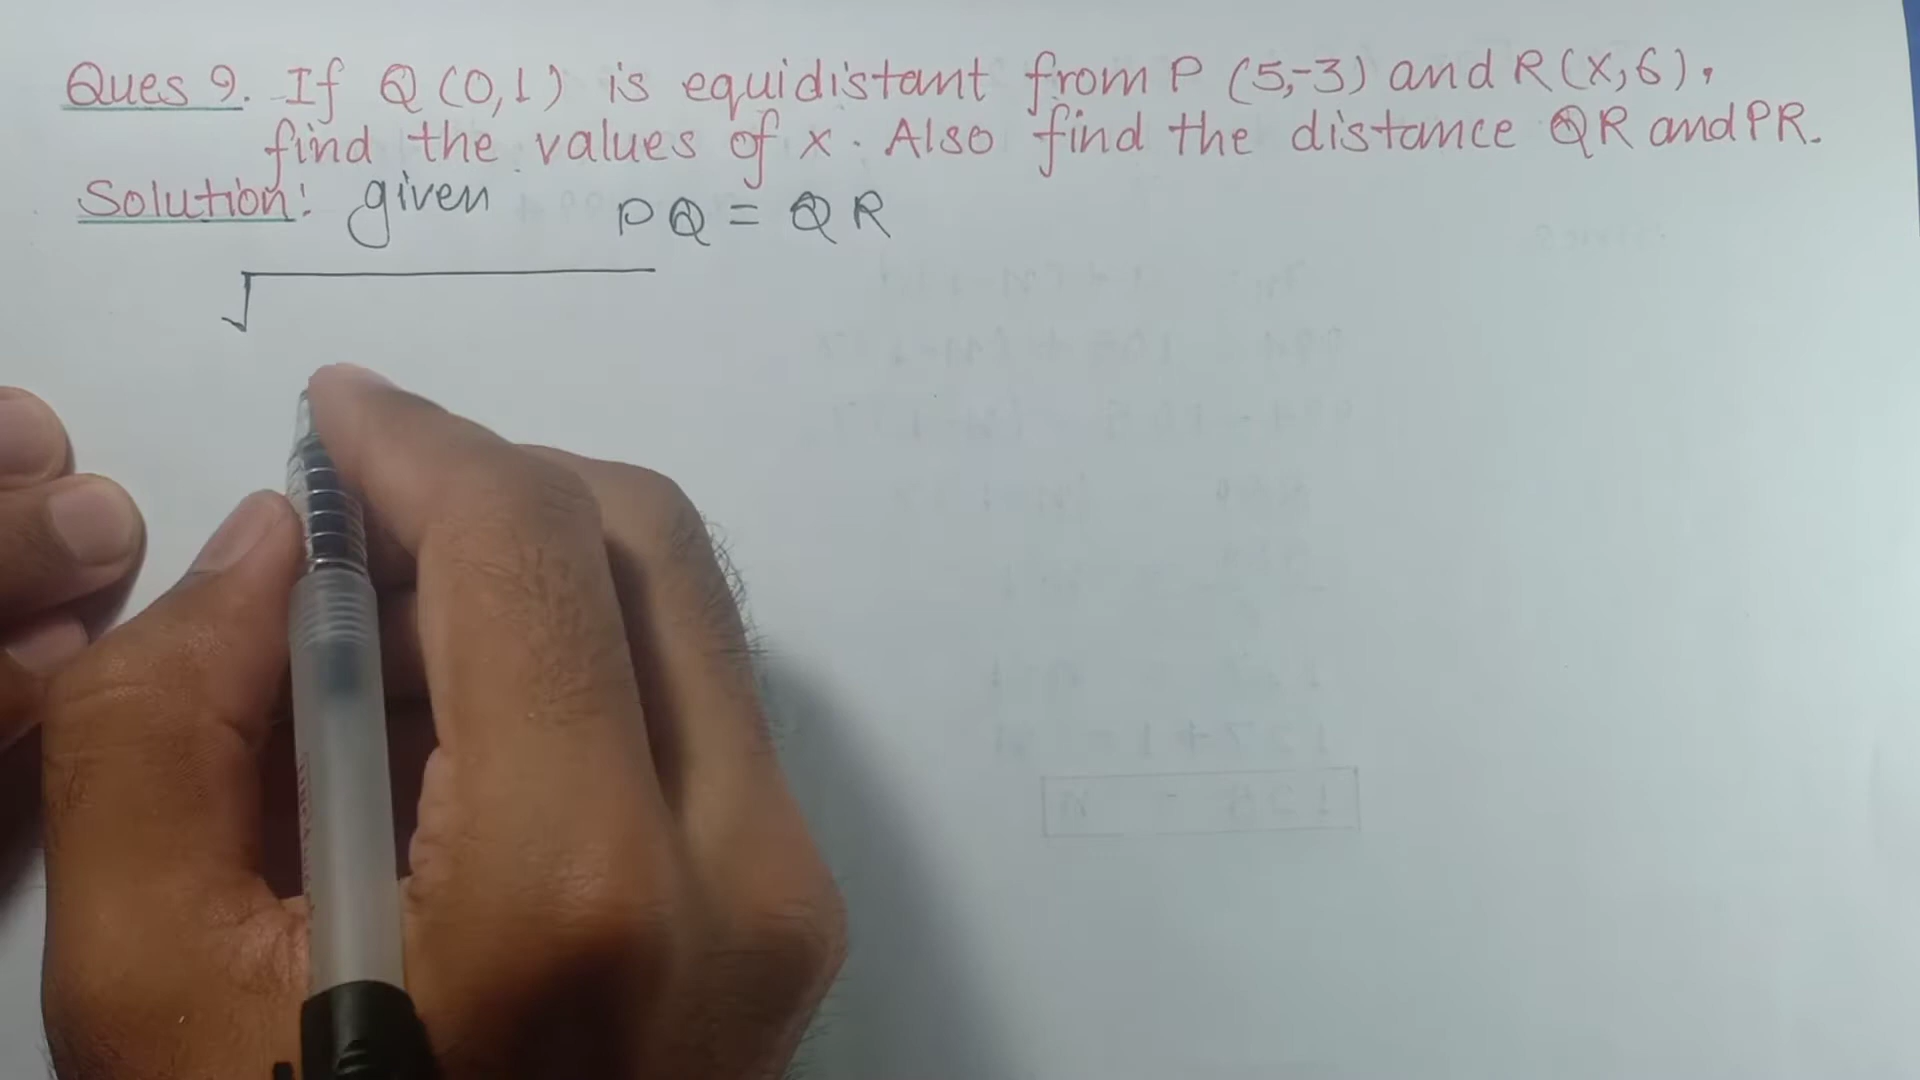 Ques 9. If Q (0,1) is equidistant from P (5,-3) and R(x,6),
find the values of x. Also find the distance QR and PR.
Solution: given PQ = QR
√